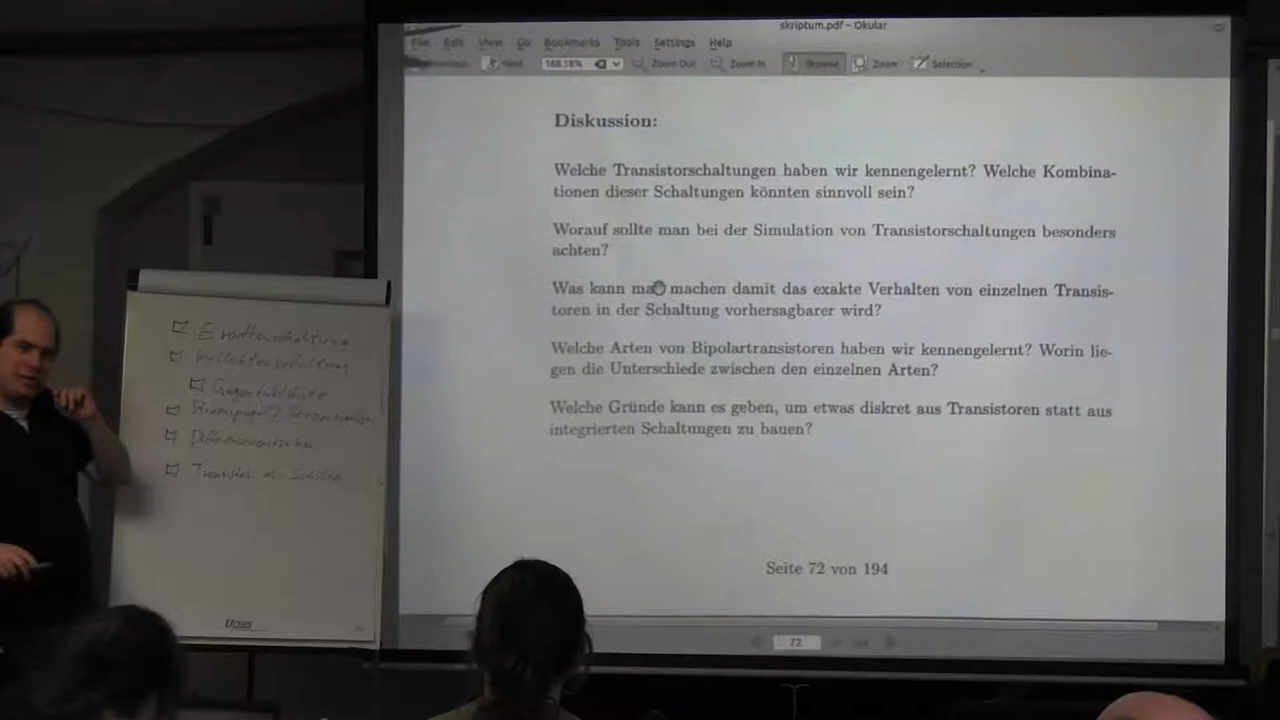 skriptum.pdf – Okular
File Edit View Go Bookmarks Tools Settings Help
Next 188.18% Zoom Out Zoom In Browse Zoom Selection
Diskussion:
Welche Transistorschaltungen haben wir kennengelernt? Welche Kombina-
tionen dieser Schaltungen könnten sinnvoll sein?
Worauf sollte man bei der Simulation von Transistorschaltungen besonders
achten?
Was kann machen damit das exakte Verhalten von einzelnen Transis-
toren in der Schaltung vorhersagbarer wird?
Welche Arten von Bipolartransistoren haben wir kennengelernt? Worin lie-
gen die Unterschiede zwischen den einzelnen Arten?
Welche Gründe kann es geben, um etwas diskret aus Transistoren statt aus
integrierten Schaltungen zu bauen?
Seite 72 von 194
72
Emitterschaltung
Kollektorschaltung
Transistor als